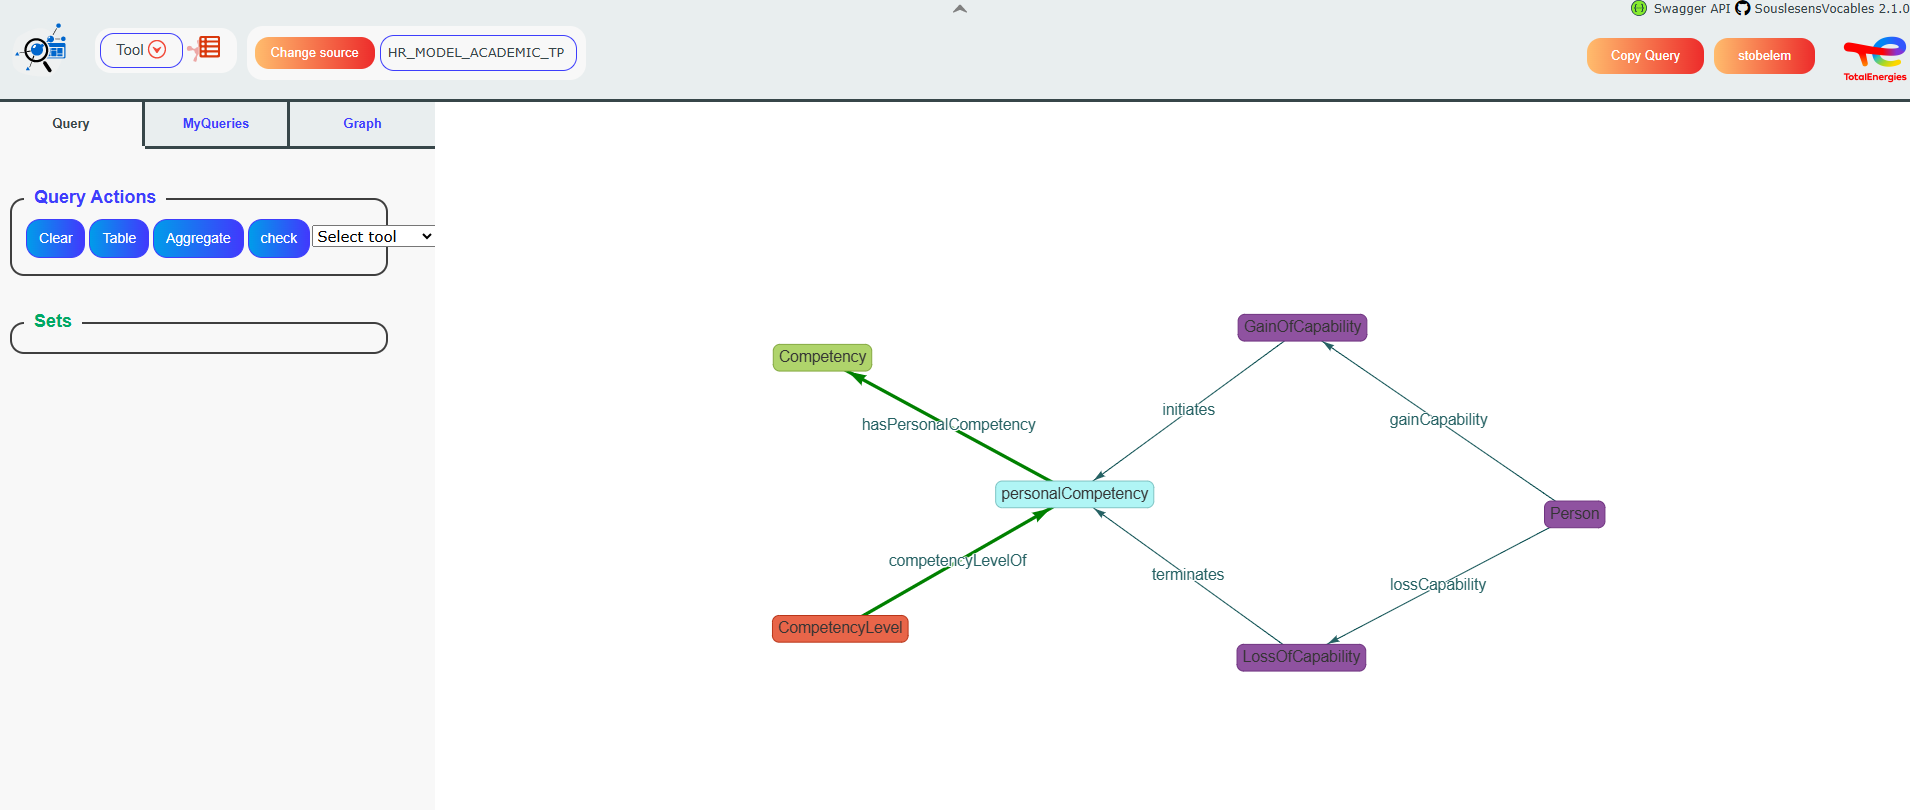 Swagger API SouslesensVocables 2.1.0
Tool
Change source
HR_MODEL_ACADEMIC_TP
Copy Query
stobelem
TotalEnergies
Query
MyQueries
Graph
Query Actions
Clear
Table
Aggregate
check
Select tool
Sets
GainOfCapability
Competency
initiates
gainCapability
hasPersonalCompetency
personalCompetency
Person
competencyLevelOf
terminates
lossCapability
CompetencyLevel
LossOfCapability